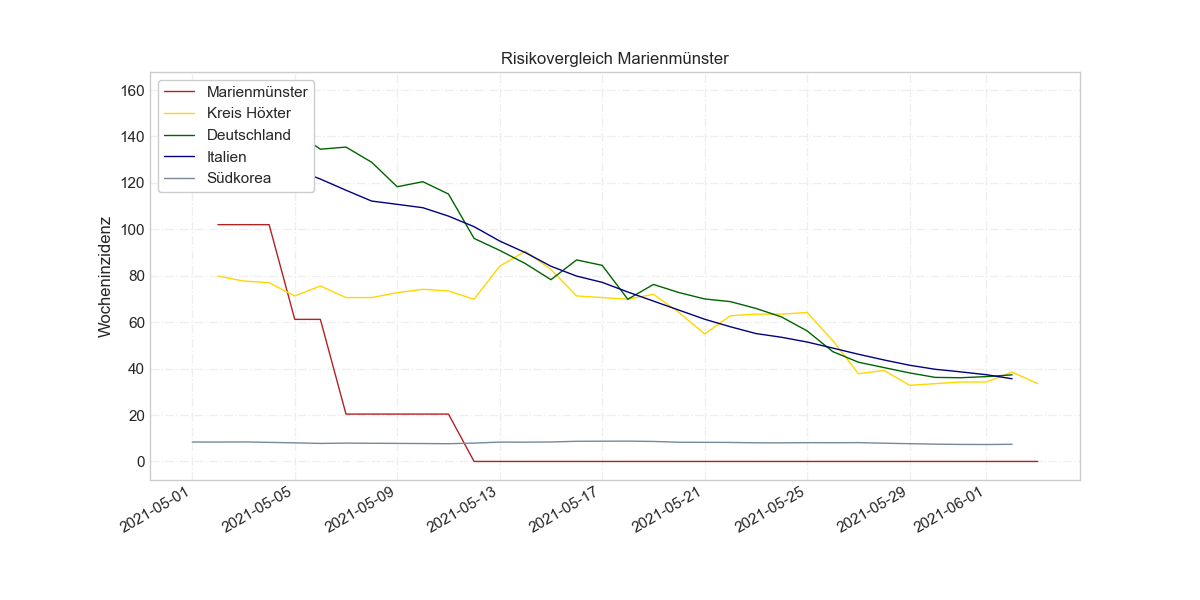 Risikovergleich Marienmünster
Marienmünster
Kreis Höxter
Deutschland
Italien
Südkorea
Wocheninzidenz
160
140
120
100
80
60
40
20
0
2021-05-01
2021-05-05
2021-05-09
2021-05-13
2021-05-17
2021-05-21
2021-05-25
2021-05-29
2021-06-01